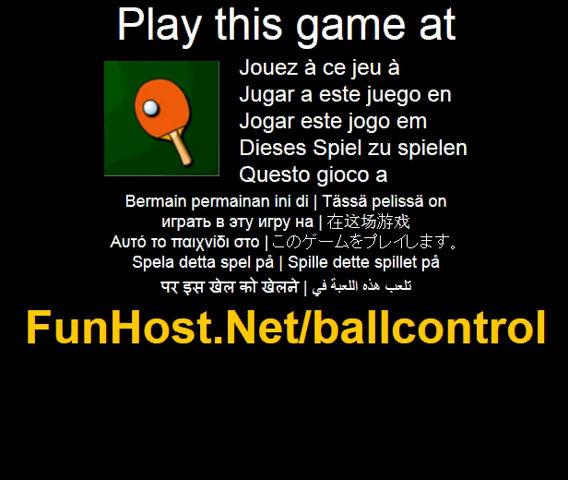 Play this game at
Jouez à ce jeu à
Jugar a este juego en
Jogar este jogo em
Dieses Spiel zu spielen
Questo gioco a
Bermain permainan ini di | Tässä pelissä on
играть в эту игру на | 在这场游戏
Αυτό το παιχνίδι στο | このゲームをプレイします。
Spela detta spel på | Spille dette spillet på
पर इस खेल को खेलने | تلعب هذه اللعبة في
FunHost.Net/ballcontrol